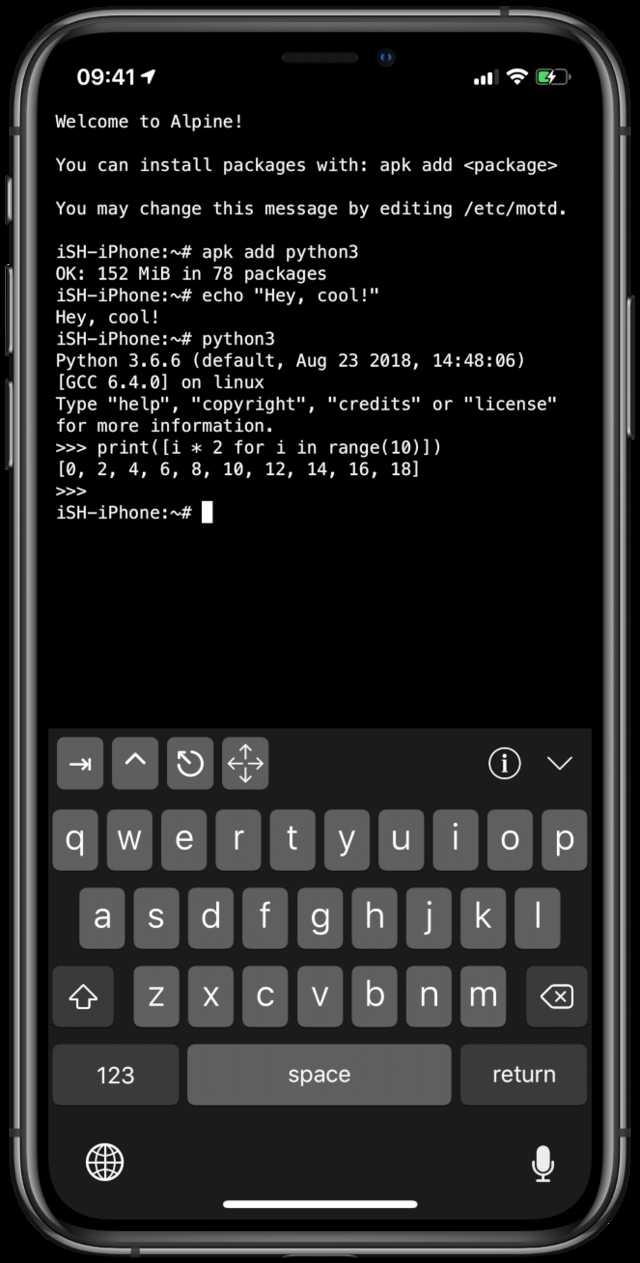 09:41
Welcome to Alpine!
You can install packages with: apk add <package>
You may change this message by editing /etc/motd.
iSH-iPhone:~# apk add python3
OK: 152 MiB in 78 packages
iSH-iPhone:~# echo "Hey, cool!"
Hey, cool!
iSH-iPhone:~# python3
Python 3.6.6 (default, Aug 23 2018, 14:48:06)
[GCC 6.4.0] on linux
Type "help", "copyright", "credits" or "license"
for more information.
>>> print([i * 2 for i in range(10)])
[0, 2, 4, 6, 8, 10, 12, 14, 16, 18]
>>>
iSH-iPhone:~#
q w e r t y u i o p
a s d f g h j k l
z x c v b n m
123 space return